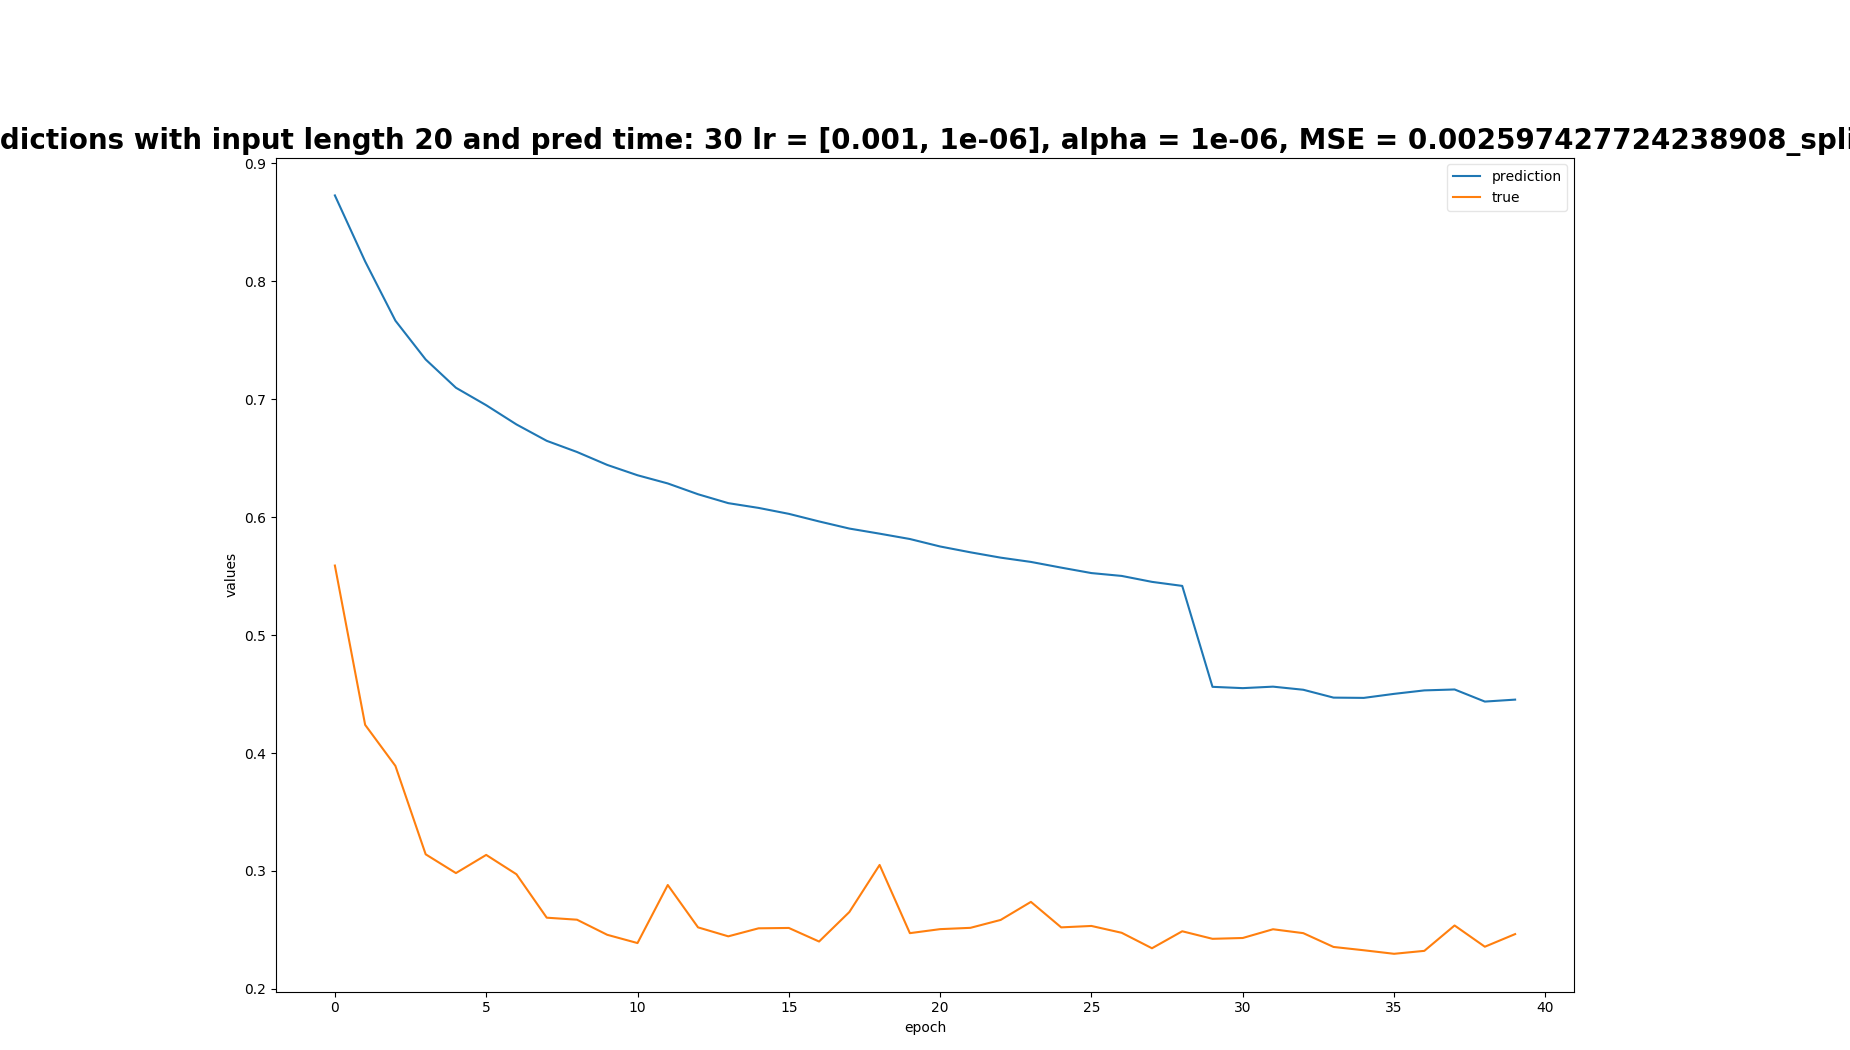 dictions with input length 20 and pred time: 30 lr = [0.001, 1e-06], alpha = 1e-06, MSE = 0.002597427724238908_spli
prediction
true
0.9
0.8
0.7
0.6
0.5
0.4
0.3
0.2
values
0 5 10 15 20 25 30 35 40
epoch